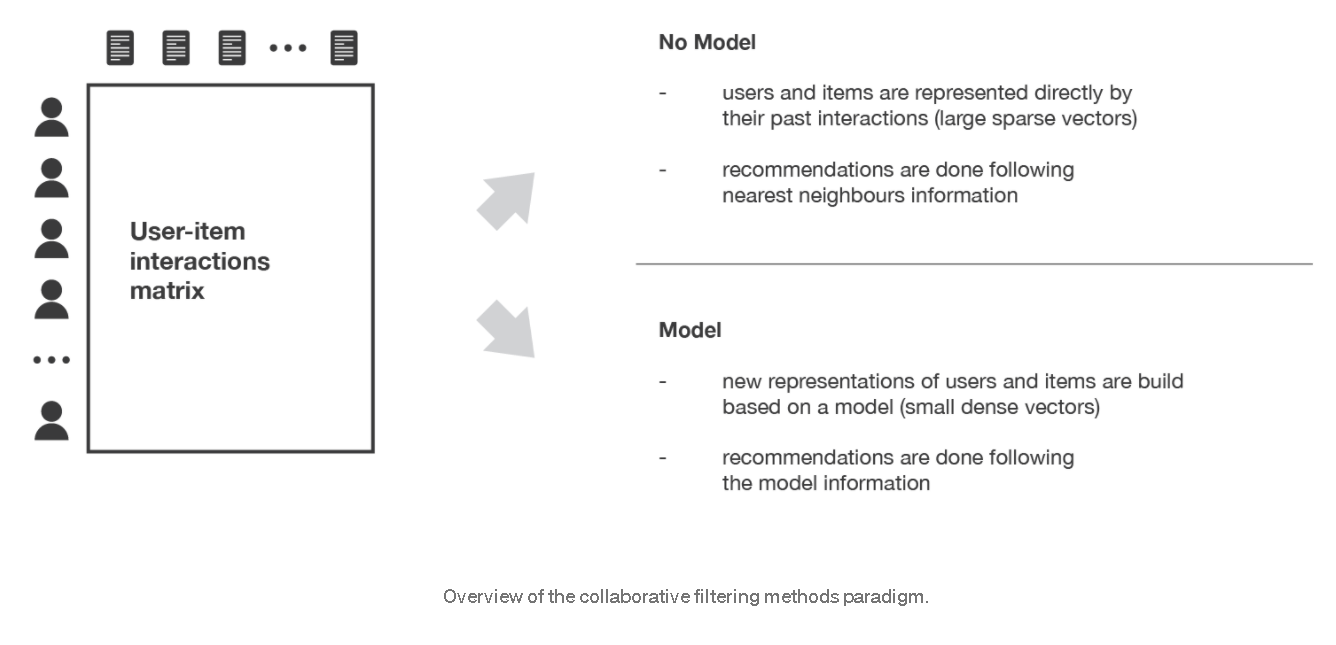 User-item
interactions
matrix
No Model
- users and items are represented directly by
their past interactions (large sparse vectors)
- recommendations are done following
nearest neighbours information
Model
- new representations of users and items are build
based on a model (small dense vectors)
- recommendations are done following
the model information
Overview of the collaborative filtering methods paradigm.